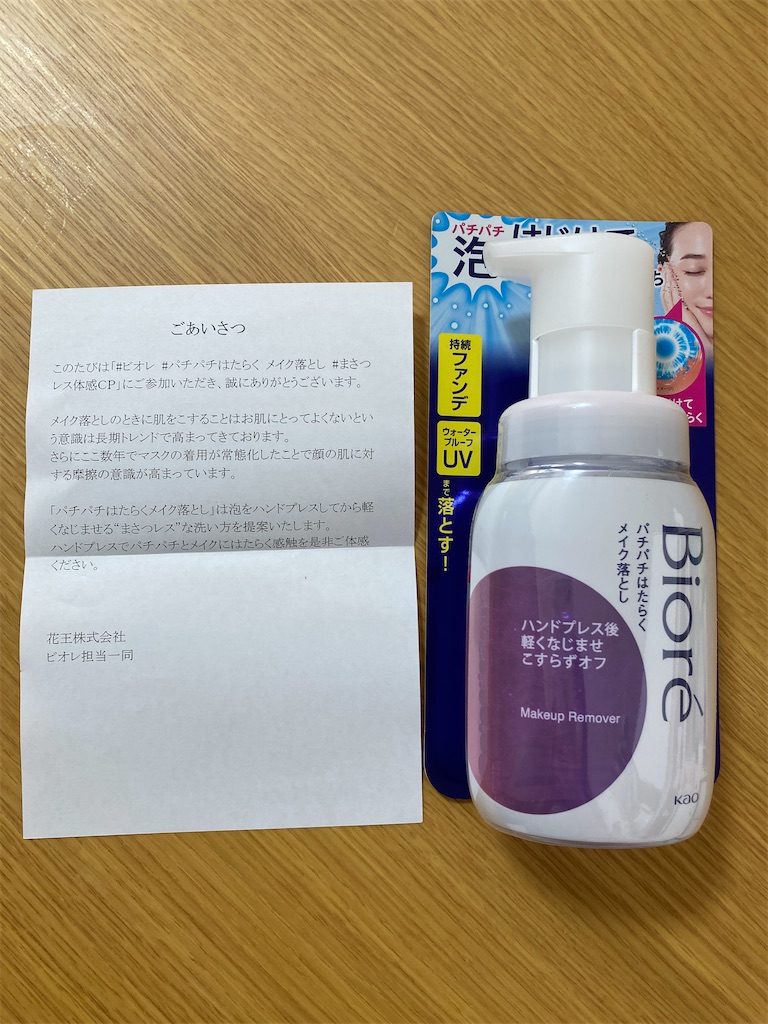 ごあいさつ
このたびは「#ビオレ #パチパチはたらく メイク落とし #まさつ
レス体感CP」にご参加いただき、誠にありがとうございます。
メイク落としのときに肌をこすることはお肌にとってよくないとい
う意識は長期トレンドで高まってきております。
さらにここ数年でマスクの着用が常態化したことで顔の肌に対
する摩擦の意識が高まっています。
「パチパチはたらくメイク落とし」は泡をハンドプレスしてから軽
くなじませる“まさつレス”な洗い方を提案いたします。
ハンドプレスでパチパチとメイクにはたらく感触を是非ご体感
ください。
花王株式会社
ビオレ担当一同
パチパチ
泡
持続
ファンデ
ウォーター
プルーフ
UV
まで落とす!
Bioré
パチパチはたらく
メイク落とし
ハンドプレス後
軽くなじませ
こすらずオフ
Makeup Remover
Kao